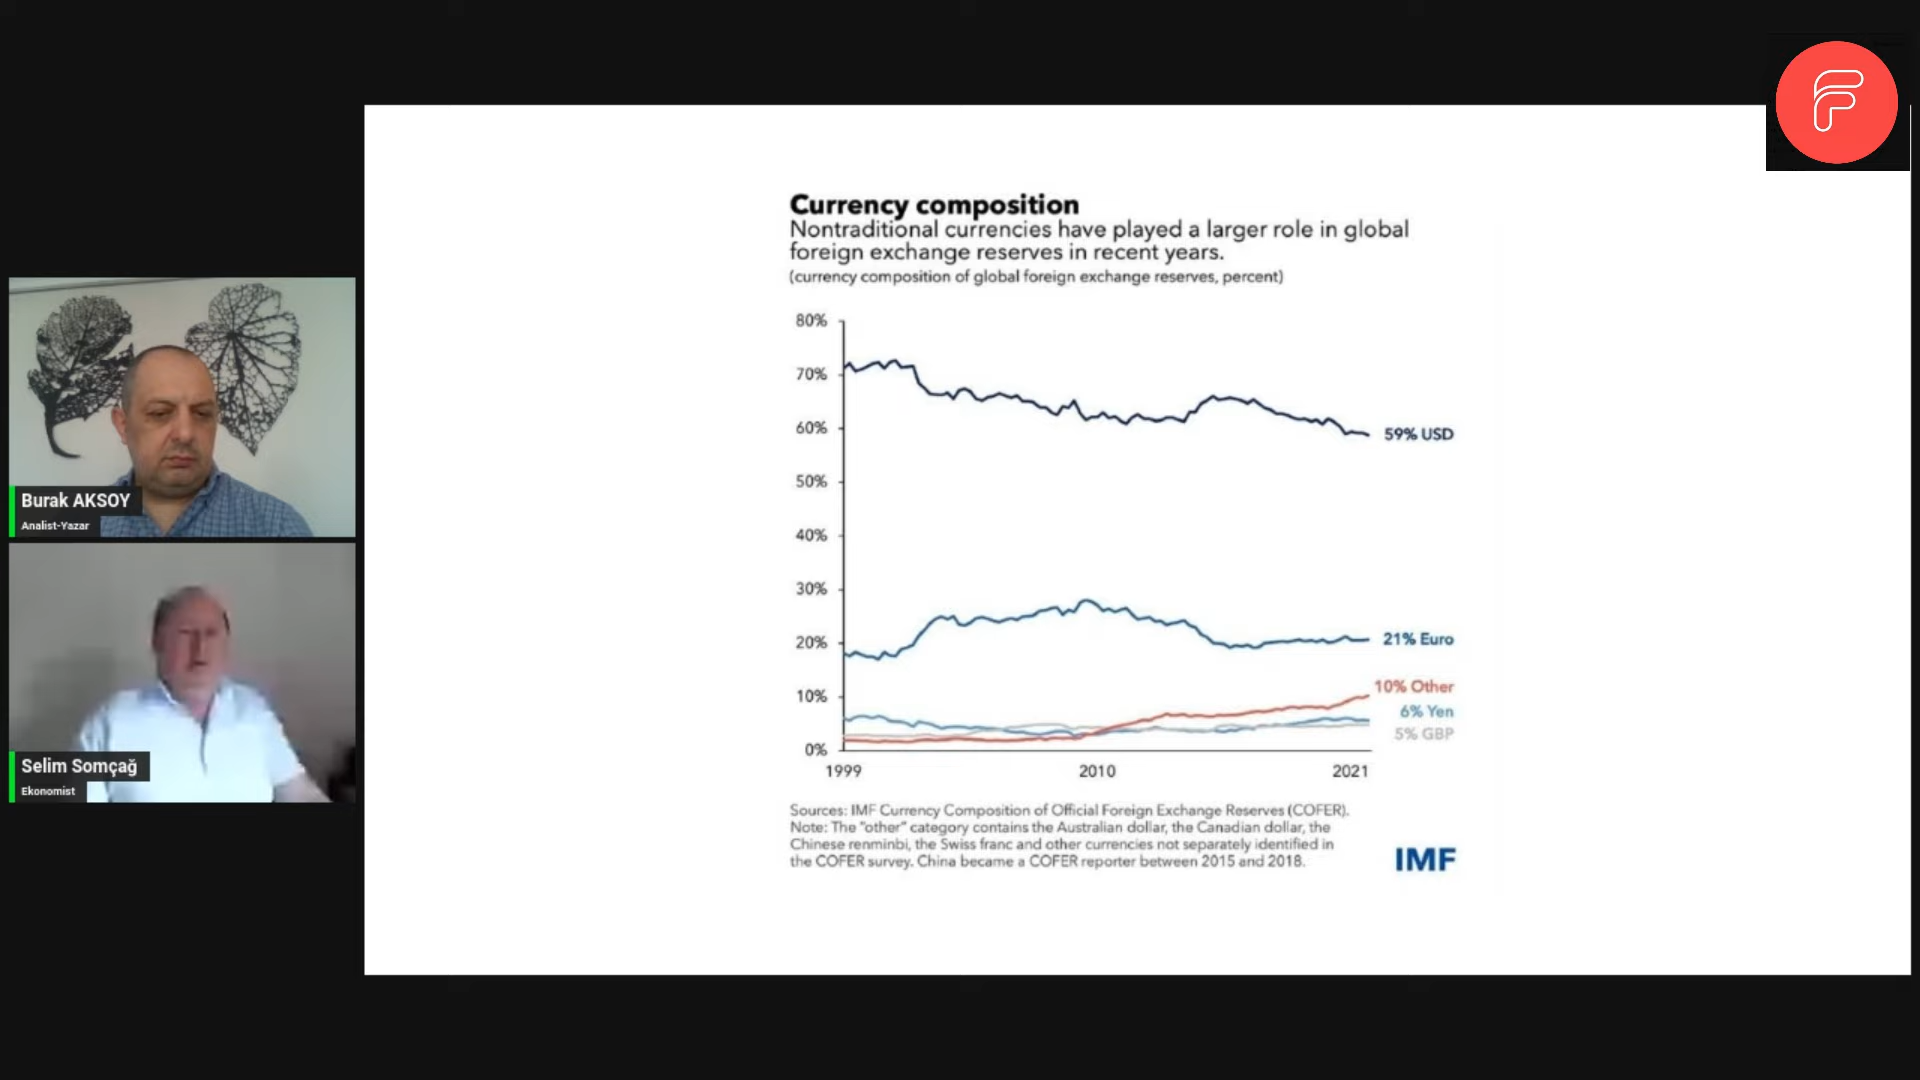 Currency composition
Nontraditional currencies have played a larger role in global
foreign exchange reserves in recent years.
(currency composition of global foreign exchange reserves, percent)
80%
70%
60%
50%
40%
30%
20%
10%
0%
59% USD
21% Euro
10% Other
6% Yen
5% GBP
1999
2010
2021
Sources: IMF Currency Composition of Official Foreign Exchange Reserves (COFER).
Note: The "other" category contains the Australian dollar, the Canadian dollar, the
Chinese renminbi, the Swiss franc and other currencies not separately identified in
the COFER survey. China became a COFER reporter between 2015 and 2018.
IMF
Burak AKSOY
Analist-Yazar
Selim Somçağ
Ekonomist